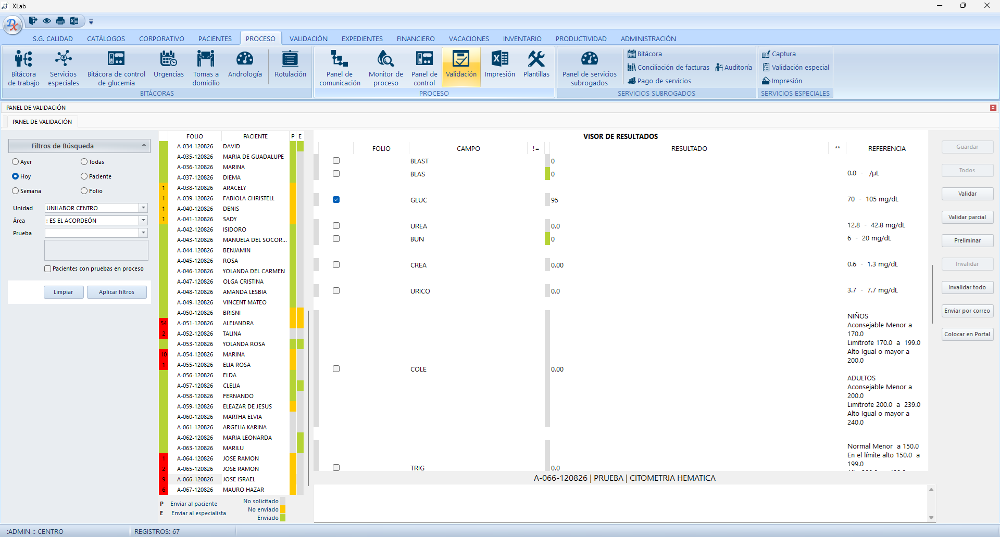 XLab
S.G. CALIDAD CATÁLOGOS CORPORATIVO PACIENTES PROCESO VALIDACIÓN EXPEDIENTES FINANCIERO VACACIONES INVENTARIO PRODUCTIVIDAD ADMINISTRACIÓN
Bitácora de trabajo
Servicios especiales
Bitácora de control de glucemia
Urgencias
Tomas a domicilio
Andrología
Rotulación
BITÁCORAS
Panel de comunicación
Monitor de proceso
Panel de control
Validación
Impresión
Plantillas
PROCESO
Panel de servicios subrogados
Bitácora
Conciliación de facturas
Auditoría
Pago de servicios
SERVICIOS SUBROGADOS
Captura
Validación especial
Impresión
SERVICIOS ESPECIALES
PANEL DE VALIDACIÓN
PANEL DE VALIDACIÓN
Filtros de Búsqueda
Ayer Todas
Hoy Paciente
Semana Folio
Unidad UNILABOR CENTRO
Área : ES EL ACORDEÓN
Prueba
Pacientes con pruebas en proceso
Limpiar Aplicar filtros
FOLIO PACIENTE P E
A-034-120826 DAVID
A-035-120826 MARIA DE GUADALUPE
A-036-120826 MARINA
A-037-120826 DIEMA
1 A-038-120826 ARACELY
1 A-039-120826 FABIOLA CHRISTELL
1 A-040-120826 DENIS
1 A-041-120826 SADY
A-042-120826 ISIDORO
A-043-120826 MANUELA DEL SOCOR...
A-044-120826 BENJAMIN
A-045-120826 ROSA
A-046-120826 YOLANDA DEL CARMEN
A-047-120826 OLGA CRISTINA
A-048-120826 AMANDA LESBIA
A-049-120826 VINCENT MATEO
A-050-120826 BRISNI
54 A-051-120826 ALEJANDRA
2 A-052-120826 TALINA
A-053-120826 YOLANDA ROSA
10 A-054-120826 MARINA
1 A-055-120826 ELIA ROSA
A-056-120826 ELDA
A-057-120826 CLELIA
A-058-120826 FERNANDO
A-059-120826 ELEAZAR DE JESUS
A-060-120826 MARTHA ELVIA
A-061-120826 ARGELIA KARINA
A-062-120826 MARIA LEONARDA
A-063-120826 MARILU
1 A-064-120826 JOSE RAMON
2 A-065-120826 JOSE RAMON
9 A-066-120826 JOSE ISRAEL
6 A-067-120826 MAURO HAZAR
P Enviar al paciente
E Enviar al especialista
No solicitado
No enviado
Enviado
VISOR DE RESULTADOS
FOLIO CAMPO != RESULTADO ** REFERENCIA
BLAST 0
BLAS 0 0.0 - /µL
GLUC 95 70 - 105 mg/dL
UREA 0.0 12.8 - 42.8 mg/dL
BUN 0 6 - 20 mg/dL
CREA 0.00 0.6 - 1.3 mg/dL
URICO 0.0 3.7 - 7.7 mg/dL
COLE 0.00
NIÑOS
Aconsejable Menor a
170.0
Limítrofe 170.0 a 199.0
Alto Igual o mayor a
200.0
ADULTOS
Aconsejable Menor a
200.0
Limítrofe 200.0 a 239.0
Alto Igual o mayor a
240.0
TRIG 0.0
Normal Menor a 150.0
En el límite alto 150.0 a
199.0
A-066-120826 | PRUEBA | CITOMETRIA HEMATICA
Guardar
Todos
Validar
Validar parcial
Preliminar
Invalidar
Invalidar todo
Enviar por correo
Colocar en Portal
:ADMIN :: CENTRO REGISTROS: 67